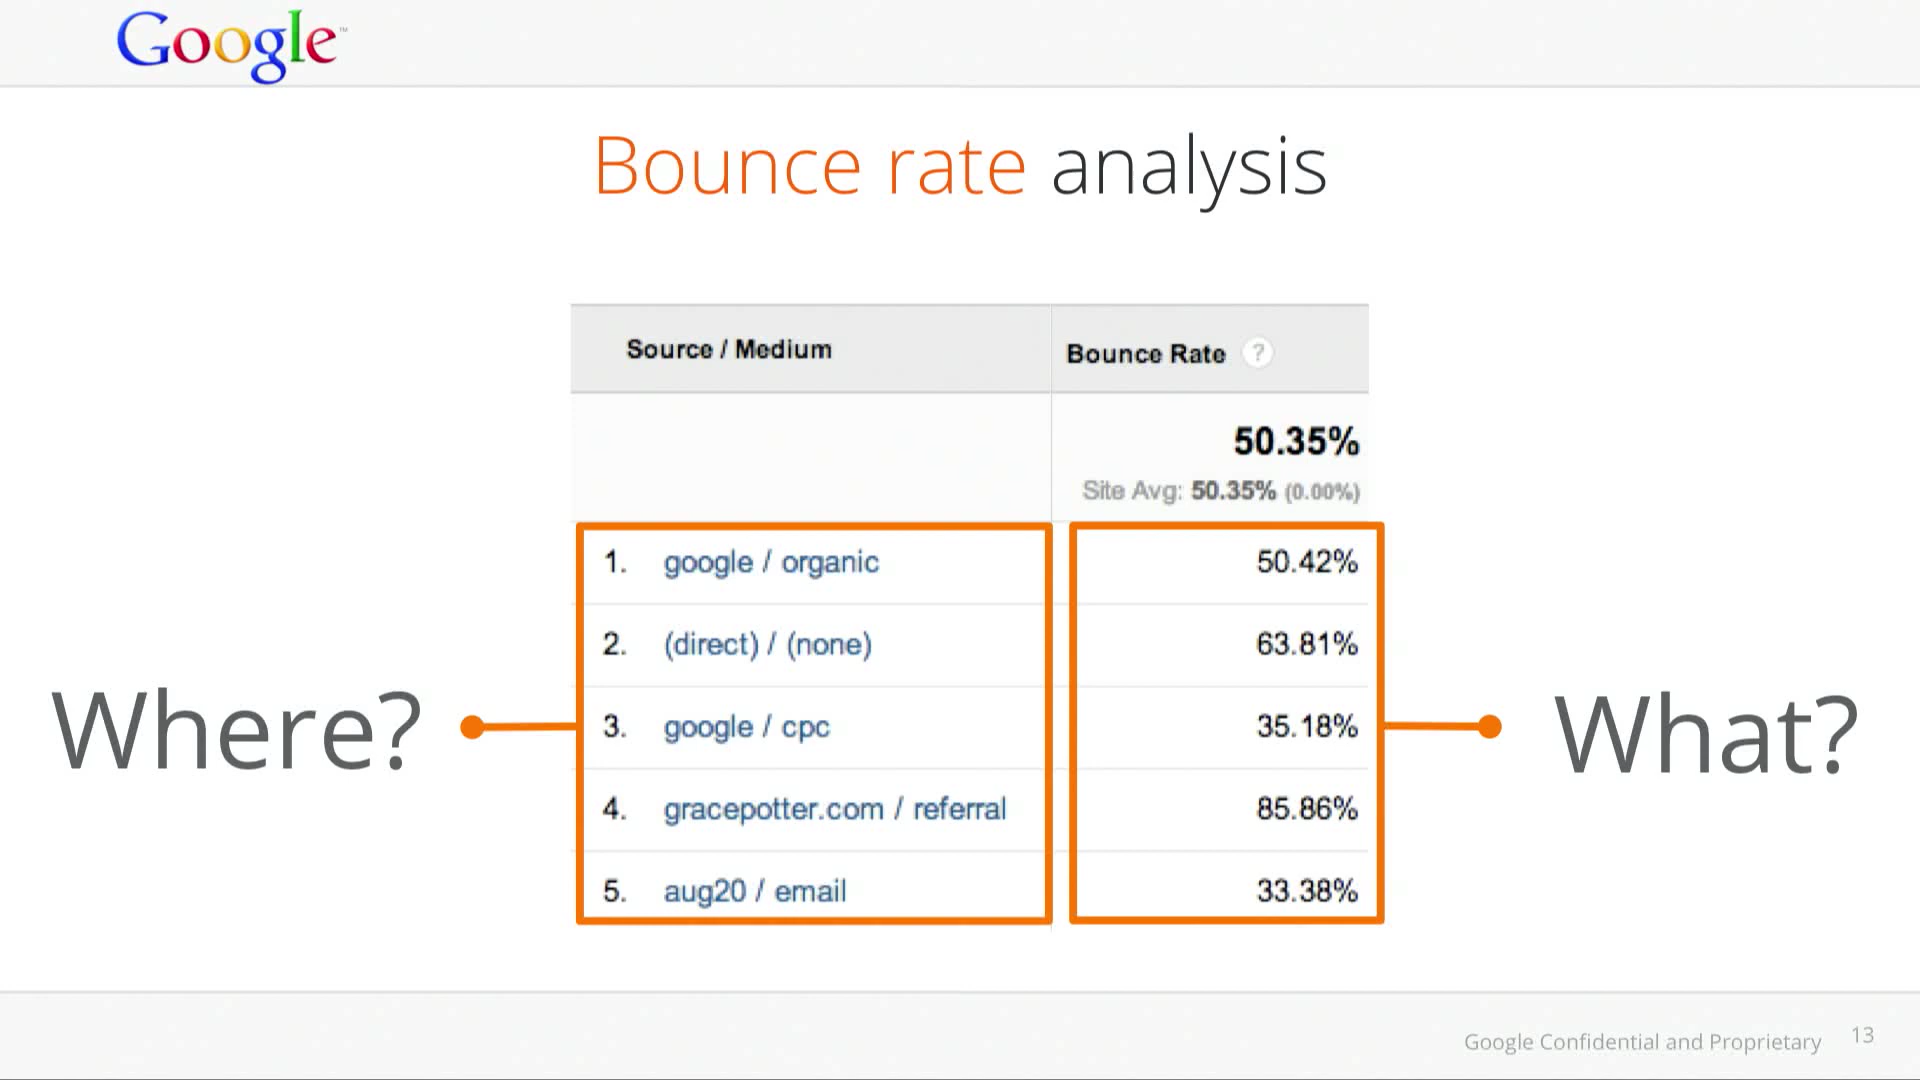 Google™
Bounce rate analysis
Source / Medium Bounce Rate ?
50.35%
Site Avg: 50.35% (0.00%)
1. google / organic 50.42%
2. (direct) / (none) 63.81%
Where? 3. google / cpc 35.18% What?
4. gracepotter.com / referral 85.86%
5. aug20 / email 33.38%
Google Confidential and Proprietary 13